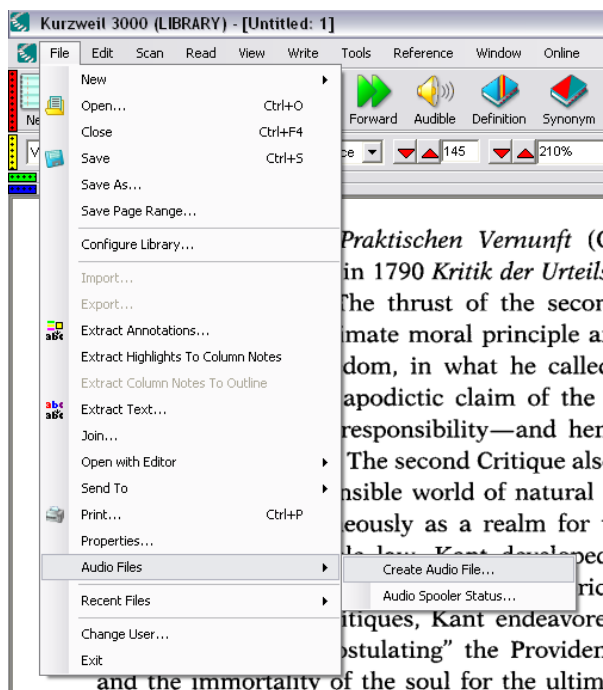 Kurzweil 3000 (LIBRARY) - [Untitled: 1]
File Edit Scan Read View Write Tools Reference Window Online
Forward Audible Definition Synonym
145 210%
New
Open... Ctrl+O
Close Ctrl+F4
Save Ctrl+S
Save As...
Save Page Range...
Configure Library...
Import...
Export...
Extract Annotations...
Extract Highlights To Column Notes
Extract Column Notes To Outline
Extract Text...
Join...
Open with Editor
Send To
Print... Ctrl+P
Properties...
Audio Files
Create Audio File...
Audio Spooler Status...
Recent Files
Change User...
Exit
Praktischen Vernunft (
in 1790 Kritik der Urteils
The thrust of the secon
imate moral principle a
dom, in what he called
apodictic claim of the
responsibility—and hen
The second Critique als
nsible world of natural
eously as a realm for
law, Kant developed
itiques, Kant endeavore
ostulating” the Providen
and the immortality of the soul for the ultim